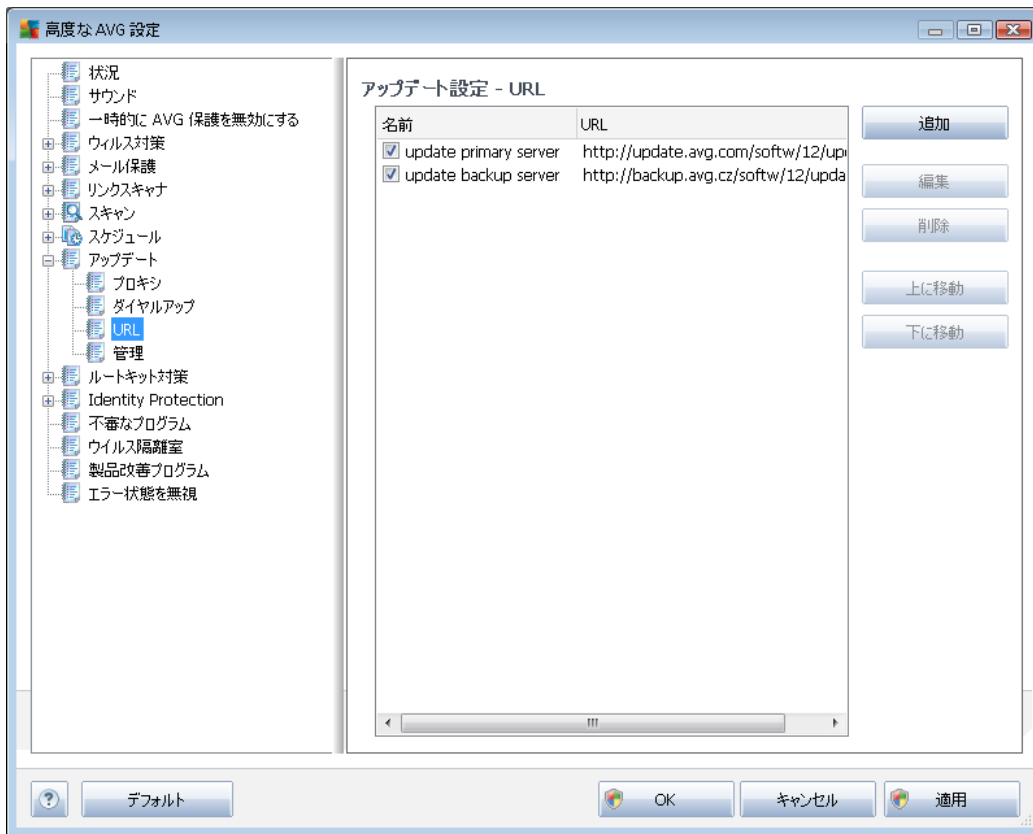 高度な AVG 設定
状況
サウンド
一時的に AVG 保護を無効にする
ウィルス対策
メール保護
リンクスキャナ
スキャン
スケジュール
アップデート
プロキシ
ダイヤルアップ
URL
管理
ルートキット対策
Identity Protection
不審なプログラム
ウイルス隔離室
製品改善プログラム
エラー状態を無視
アップデート設定 - URL
名前 URL
update primary server http://update.avg.com/softw/12/up
update backup server http://backup.avg.cz/softw/12/upda
追加
編集
削除
上に移動
下に移動
? デフォルト OK キャンセル 適用